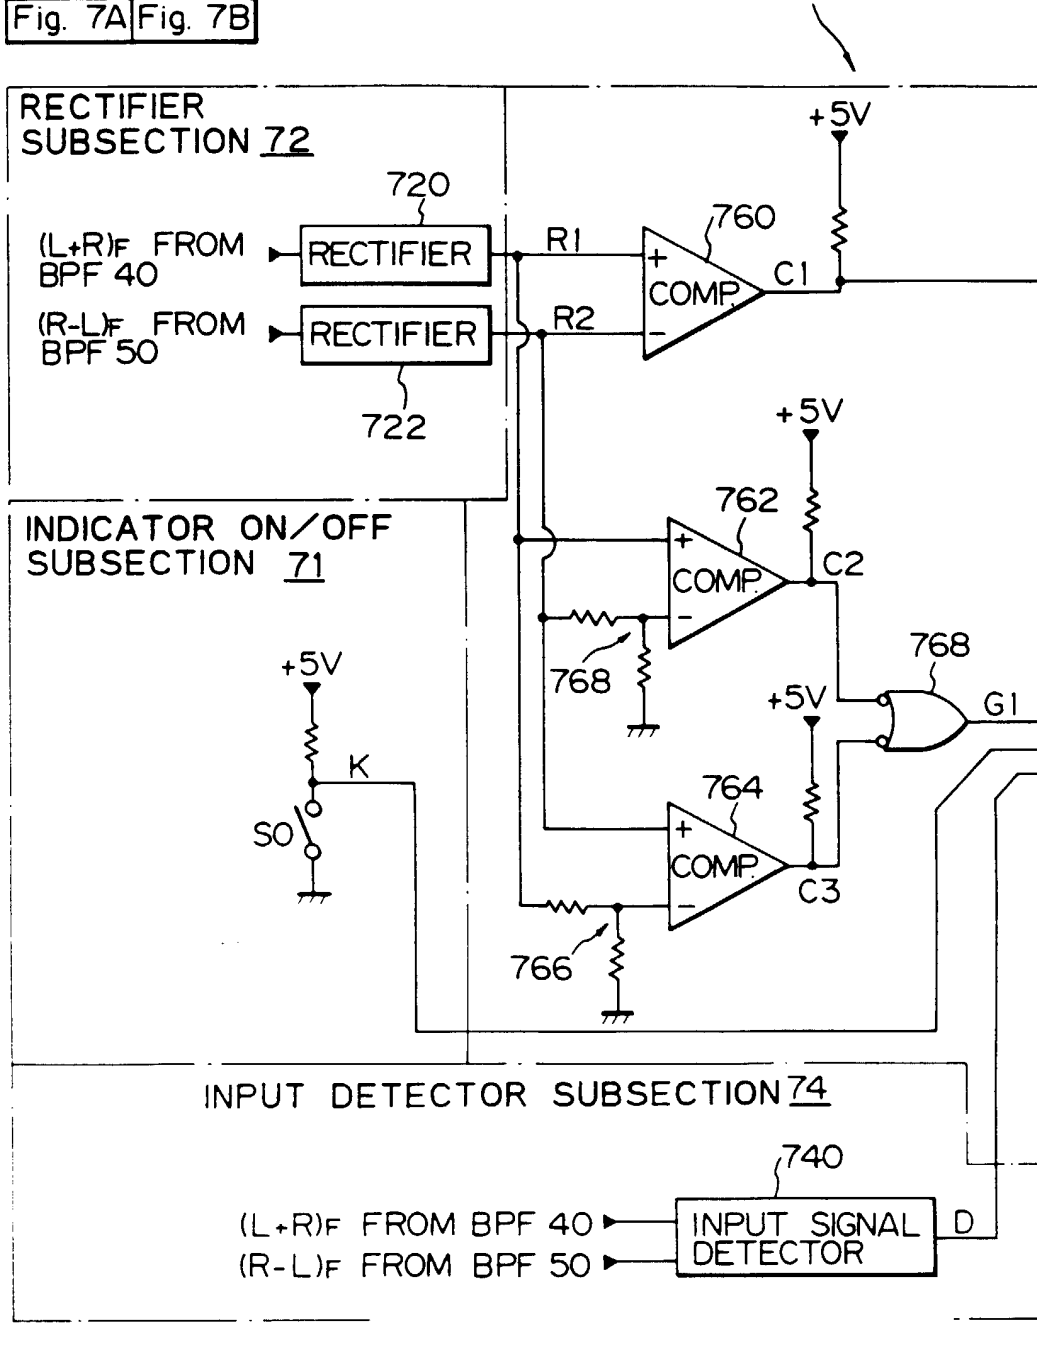 Fig. 7A Fig. 7B
RECTIFIER
SUBSECTION 72
+5V
720
760
(L+R)F FROM
BPF 40
RECTIFIER
R1
+
COMP.
C1
(R-L)F FROM
BPF 50
RECTIFIER
R2
−
722
+5V
INDICATOR ON/OFF
SUBSECTION 71
762
+
COMP.
C2
−
768
768
+5V
+5V
G1
K
764
SO
+
COMP.
C3
−
766
INPUT DETECTOR SUBSECTION 74
740
(L+R)F FROM BPF 40
INPUT SIGNAL
DETECTOR
D
(R-L)F FROM BPF 50